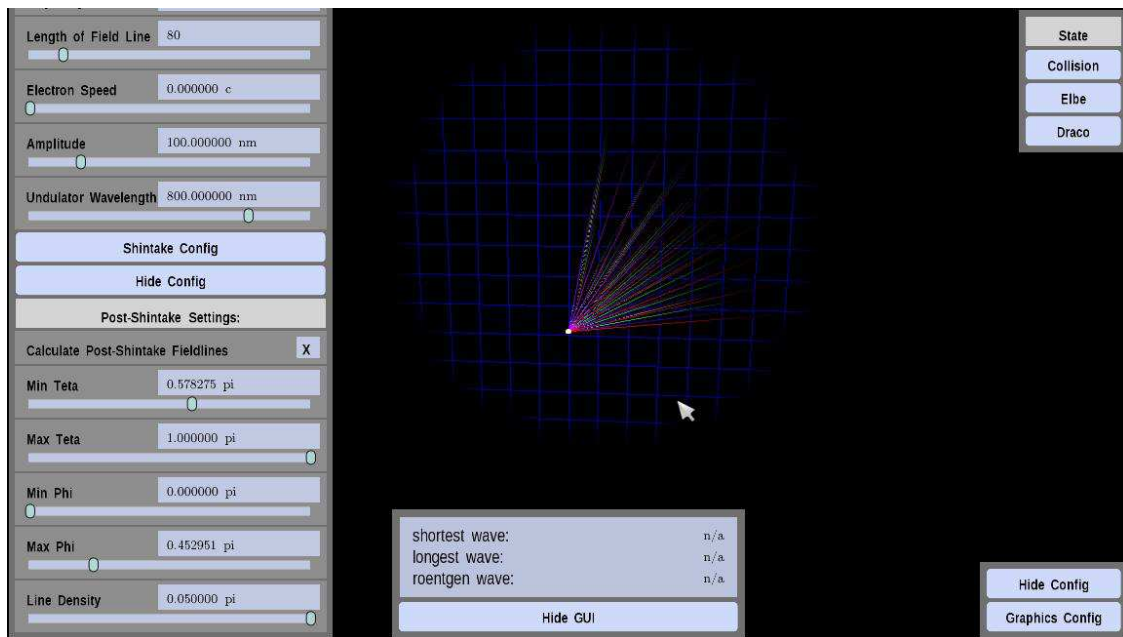 Length of Field Line 80
Electron Speed 0.000000 c
Amplitude 100.000000 nm
Undulator Wavelength 800.000000 nm
Shintake Config
Hide Config
Post-Shintake Settings:
Calculate Post-Shintake Fieldlines X
Min Teta 0.578275 pi
Max Teta 1.000000 pi
Min Phi 0.000000 pi
Max Phi 0.452951 pi
Line Density 0.050000 pi
shortest wave: n/a
longest wave: n/a
roentgen wave: n/a
Hide GUI
State
Collision
Elbe
Draco
Hide Config
Graphics Config